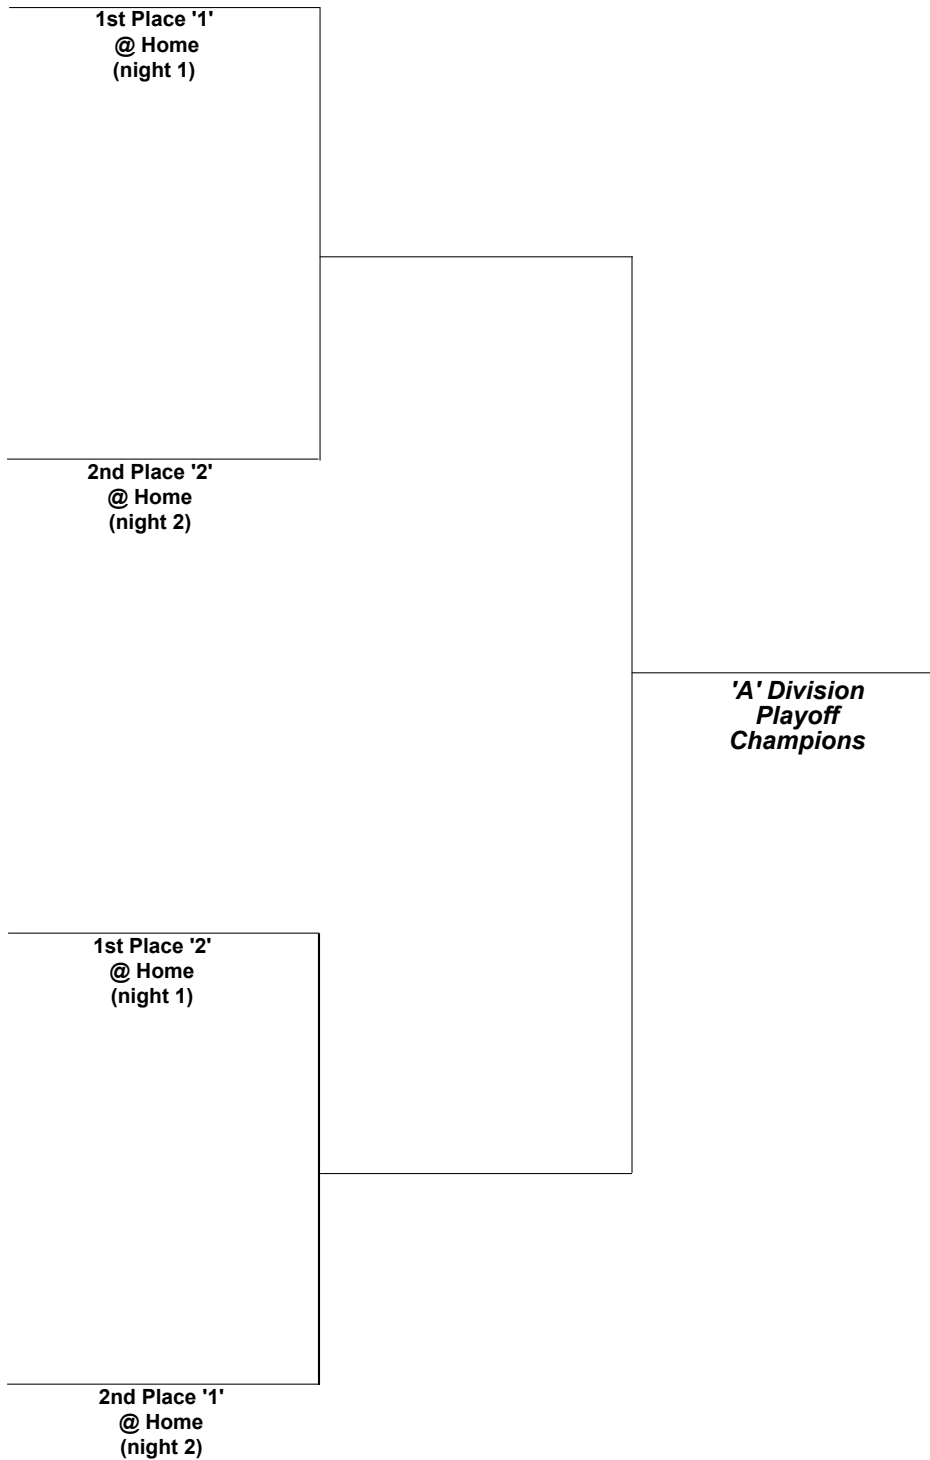 1st Place '1'
@ Home
(night 1)
2nd Place '2'
@ Home
(night 2)
'A' Division
Playoff
Champions
1st Place '2'
@ Home
(night 1)
2nd Place '1'
@ Home
(night 2)